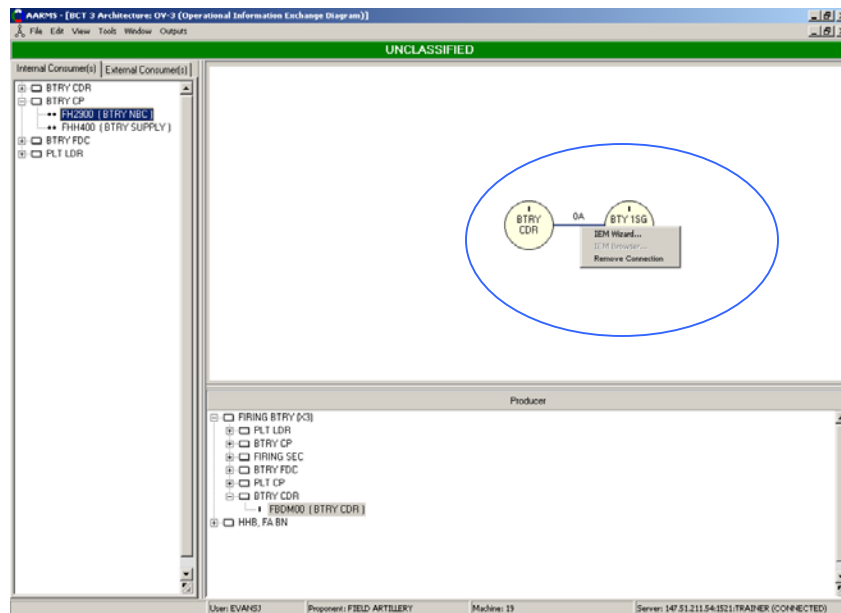 AARMS - [BCT 3 Architecture: OV-3 (Operational Information Exchange Diagram)]
File Edit View Tools Window Outputs
UNCLASSIFIED
Internal Consumer(s) External Consumer(s)
BTRY CDR
BTRY CP
FH2900 ( BTRY NBC )
FHH400 ( BTRY SUPPLY )
BTRY FDC
PLT LDR
BTRY CDR
0A
BTY 1SG
IEM Wizard...
IEM Browser...
Remove Connection
Producer
FIRING BTRY (X3)
PLT LDR
BTRY CP
FIRING SEC
BTRY FDC
PLT CP
BTRY CDR
FBDM00 ( BTRY CDR )
HHB, FA BN
User: EVANSJ Proponent: FIELD ARTILLERY Machine: 19 Server: 147.51.211.54:1521:TRAINER (CONNECTED)